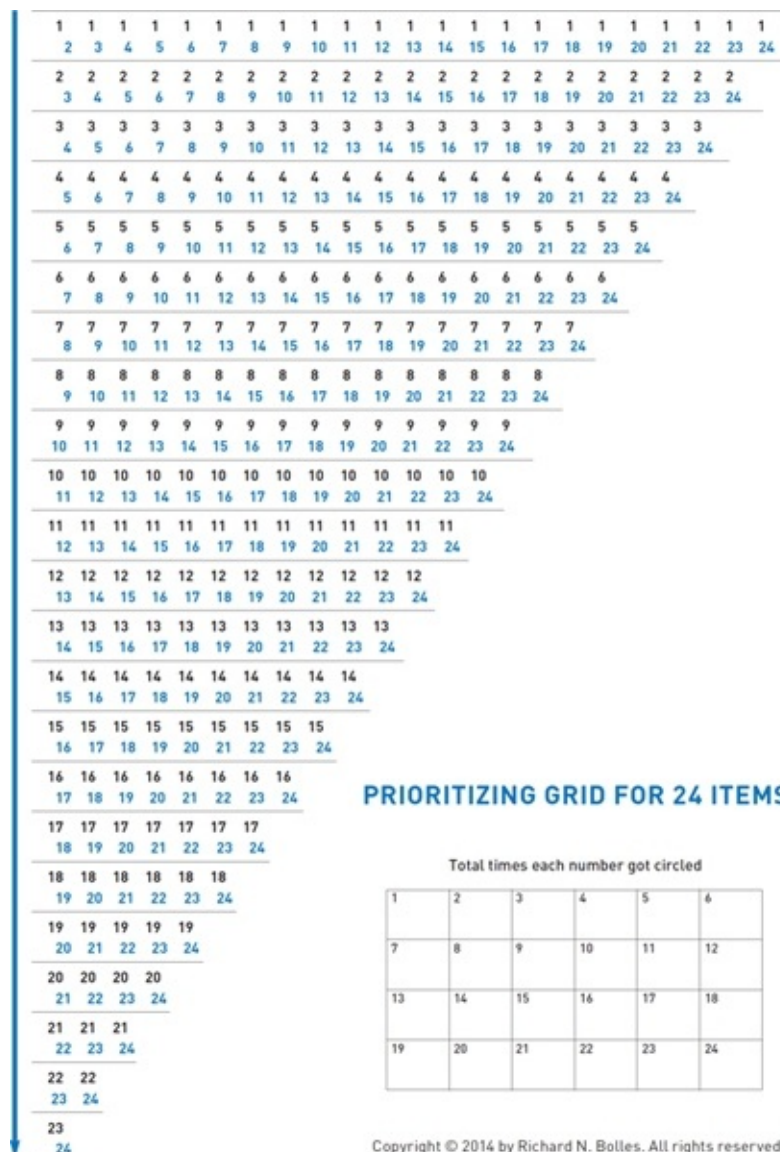 1 1 1 1 1 1 1 1 1 1 1 1 1 1 1 1 1 1 1 1 1 1 1
2 3 4 5 6 7 8 9 10 11 12 13 14 15 16 17 18 19 20 21 22 23 24
2 2 2 2 2 2 2 2 2 2 2 2 2 2 2 2 2 2 2 2 2 2
3 4 5 6 7 8 9 10 11 12 13 14 15 16 17 18 19 20 21 22 23 24
3 3 3 3 3 3 3 3 3 3 3 3 3 3 3 3 3 3 3 3 3
4 5 6 7 8 9 10 11 12 13 14 15 16 17 18 19 20 21 22 23 24
4 4 4 4 4 4 4 4 4 4 4 4 4 4 4 4 4 4 4 4
5 6 7 8 9 10 11 12 13 14 15 16 17 18 19 20 21 22 23 24
5 5 5 5 5 5 5 5 5 5 5 5 5 5 5 5 5 5 5
6 7 8 9 10 11 12 13 14 15 16 17 18 19 20 21 22 23 24
6 6 6 6 6 6 6 6 6 6 6 6 6 6 6 6 6 6
7 8 9 10 11 12 13 14 15 16 17 18 19 20 21 22 23 24
7 7 7 7 7 7 7 7 7 7 7 7 7 7 7 7 7
8 9 10 11 12 13 14 15 16 17 18 19 20 21 22 23 24
8 8 8 8 8 8 8 8 8 8 8 8 8 8 8 8
9 10 11 12 13 14 15 16 17 18 19 20 21 22 23 24
9 9 9 9 9 9 9 9 9 9 9 9 9 9 9
10 11 12 13 14 15 16 17 18 19 20 21 22 23 24
10 10 10 10 10 10 10 10 10 10 10 10 10 10
11 12 13 14 15 16 17 18 19 20 21 22 23 24
11 11 11 11 11 11 11 11 11 11 11 11 11
12 13 14 15 16 17 18 19 20 21 22 23 24
12 12 12 12 12 12 12 12 12 12 12 12
13 14 15 16 17 18 19 20 21 22 23 24
13 13 13 13 13 13 13 13 13 13 13
14 15 16 17 18 19 20 21 22 23 24
14 14 14 14 14 14 14 14 14 14
15 16 17 18 19 20 21 22 23 24
15 15 15 15 15 15 15 15 15
16 17 18 19 20 21 22 23 24
16 16 16 16 16 16 16 16
17 18 19 20 21 22 23 24
17 17 17 17 17 17 17
18 19 20 21 22 23 24
18 18 18 18 18 18
19 20 21 22 23 24
19 19 19 19 19
20 21 22 23 24
20 20 20 20
21 22 23 24
21 21 21
22 23 24
22 22
23 24
23
24
PRIORITIZING GRID FOR 24 ITEMS
Total times each number got circled
1 2 3 4 5 6
7 8 9 10 11 12
13 14 15 16 17 18
19 20 21 22 23 24
Copyright © 2014 by Richard N. Bolles. All rights reserved